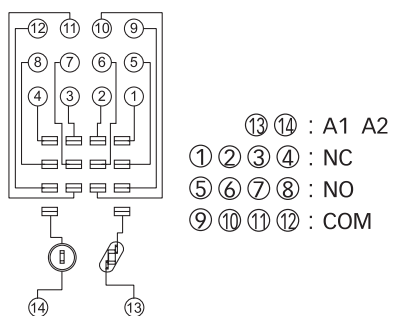 ⑫ ⑪ ⑩ ⑨
⑧ ⑦ ⑥ ⑤
④ ③ ② ①
⑭ ⑬
⑬ ⑭ : A1 A2
① ② ③ ④ : NC
⑤ ⑥ ⑦ ⑧ : NO
⑨ ⑩ ⑪ ⑫ : COM